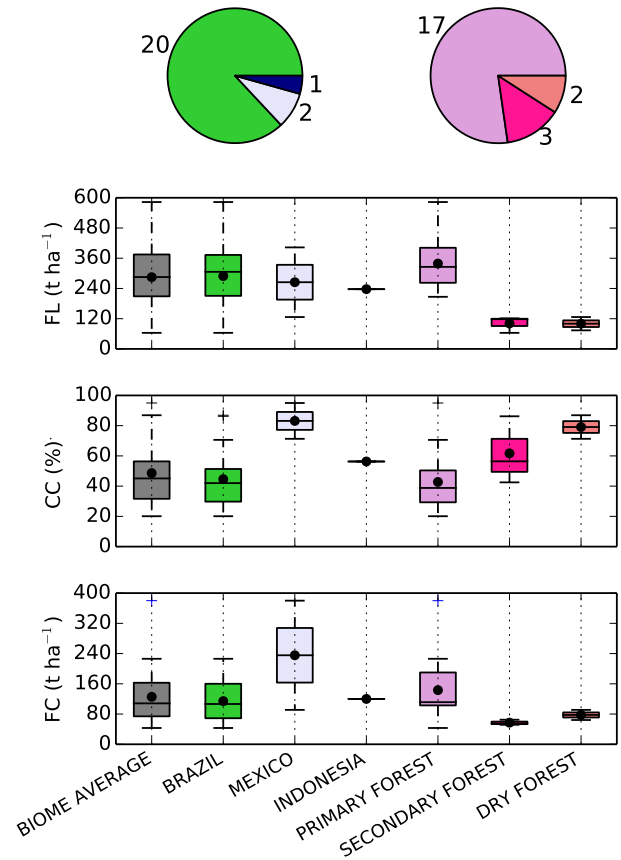 20
1
2
17
2
3
FL (t ha⁻¹)
600
480
360
240
120
0
CC (%)
100
80
60
40
20
0
FC (t ha⁻¹)
400
320
240
160
80
0
BIOME AVERAGE
BRAZIL
MEXICO
INDONESIA
PRIMARY FOREST
SECONDARY FOREST
DRY FOREST